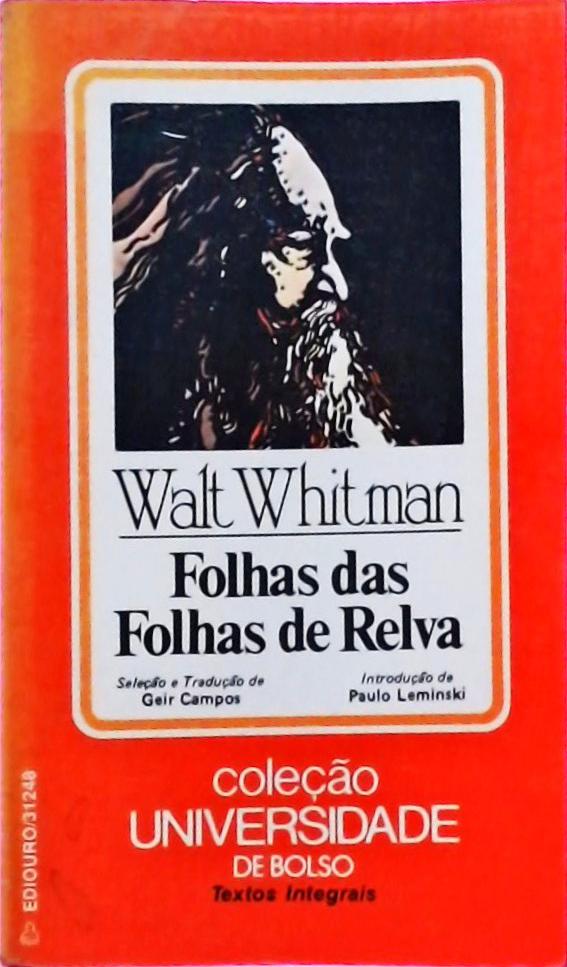 Walt Whitman
Folhas das
Folhas de Relva
Seleção e Tradução de
Geir Campos
Introdução de
Paulo Leminski
coleção
UNIVERSIDADE
DE BOLSO
Textos Integrais
EDIOURO/31248